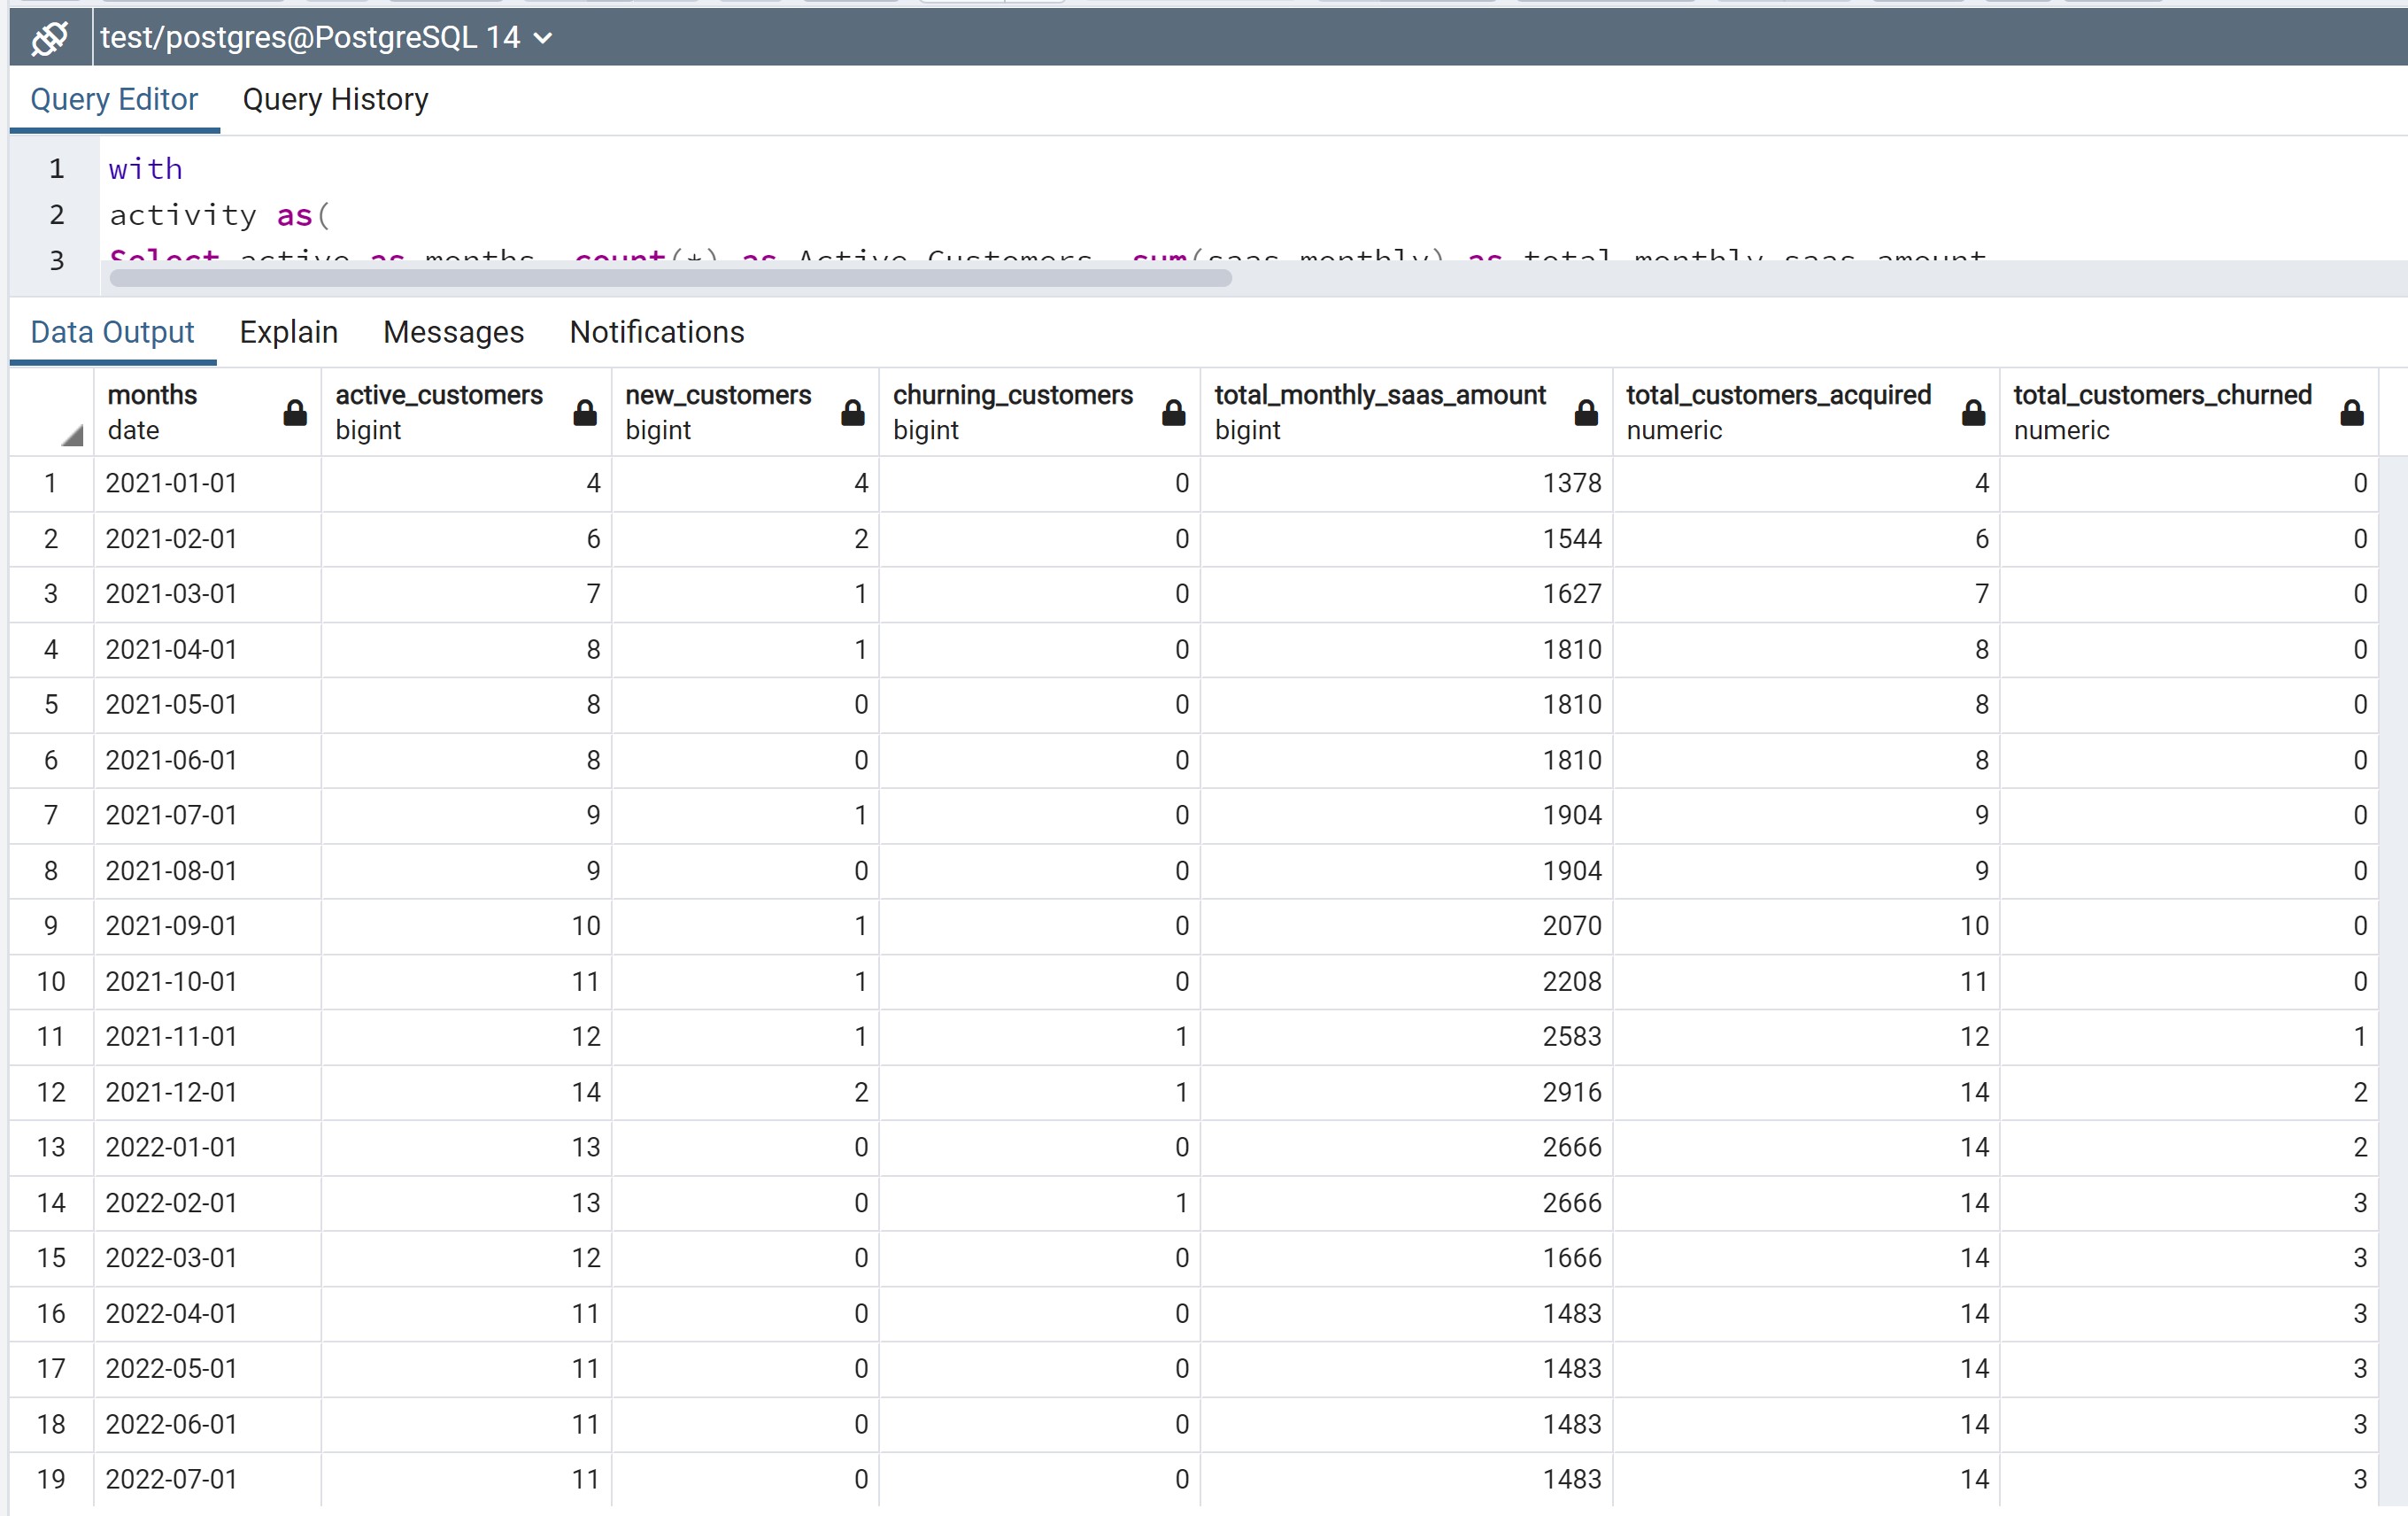 test/postgres@PostgreSQL 14
Query Editor Query History
1 with
2 activity as(
3 Select active as months, count(*) as Active_Customers, sum(saas_monthly) as total_monthly_saas_amount
Data Output Explain Messages Notifications
months active_customers new_customers churning_customers total_monthly_saas_amount total_customers_acquired total_customers_churned
date bigint bigint bigint bigint numeric numeric
1 2021-01-01 4 4 0 1378 4 0
2 2021-02-01 6 2 0 1544 6 0
3 2021-03-01 7 1 0 1627 7 0
4 2021-04-01 8 1 0 1810 8 0
5 2021-05-01 8 0 0 1810 8 0
6 2021-06-01 8 0 0 1810 8 0
7 2021-07-01 9 1 0 1904 9 0
8 2021-08-01 9 0 0 1904 9 0
9 2021-09-01 10 1 0 2070 10 0
10 2021-10-01 11 1 0 2208 11 0
11 2021-11-01 12 1 1 2583 12 1
12 2021-12-01 14 2 1 2916 14 2
13 2022-01-01 13 0 0 2666 14 2
14 2022-02-01 13 0 1 2666 14 3
15 2022-03-01 12 0 0 1666 14 3
16 2022-04-01 11 0 0 1483 14 3
17 2022-05-01 11 0 0 1483 14 3
18 2022-06-01 11 0 0 1483 14 3
19 2022-07-01 11 0 0 1483 14 3